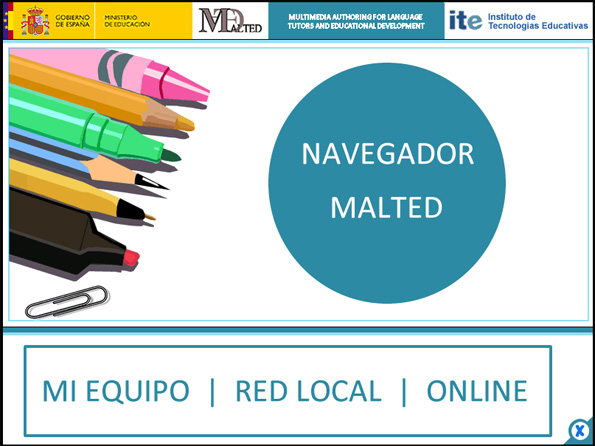 GOBIERNO
DE ESPAÑA
MINISTERIO
DE EDUCACIÓN
MALTED
MULTIMEDIA AUTHORING FOR LANGUAGE
TUTORS AND EDUCATIONAL DEVELOPMENT
ite Instituto de
Tecnologías Educativas
NAVEGADOR
MALTED
MI EQUIPO | RED LOCAL | ONLINE
X